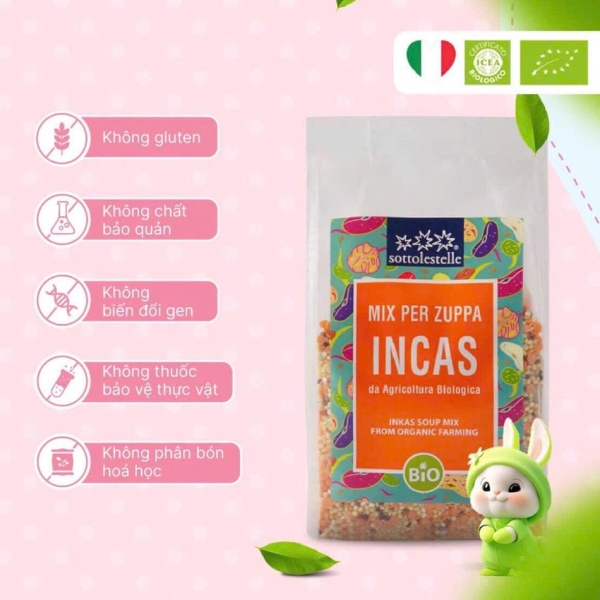 CERTIFICATO
ICEA
BIOLOGICO
Không gluten
Không chất
bảo quản
Không
biến đổi gen
Không thuốc
bảo vệ thực vật
Không phân bón
hoá học
sottolestelle
MIX PER ZUPPA
INCAS
da Agricoltura Biologica
INKAS SOUP MIX
FROM ORGANIC FARMING
BiO